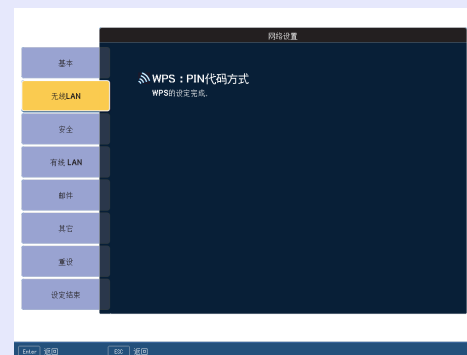 网络设置
基本
无线LAN
安全
有线 LAN
邮件
其它
重设
设定结束
WPS：PIN代码方式
WPS的设定完成.
Enter 返回
ESC 返回